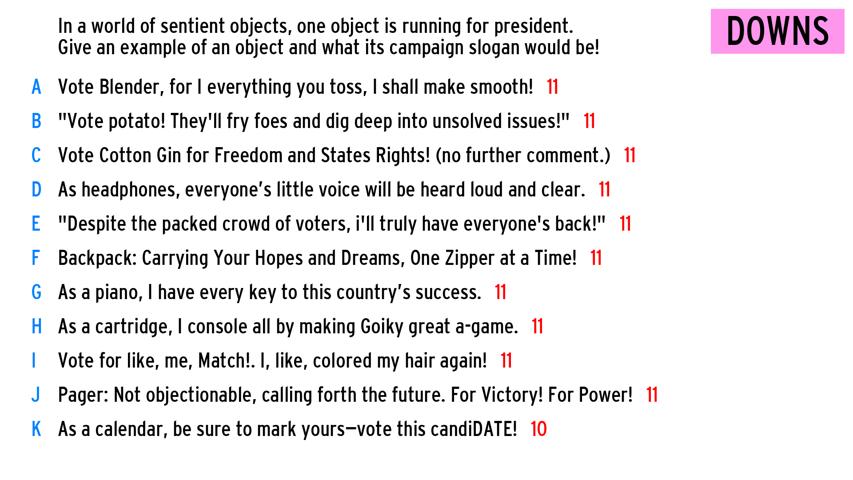 In a world of sentient objects, one object is running for president.
Give an example of an object and what its campaign slogan would be!
DOWNS
A Vote Blender, for I everything you toss, I shall make smooth! 11
B "Vote potato! They'll fry foes and dig deep into unsolved issues!" 11
C Vote Cotton Gin for Freedom and States Rights! (no further comment.) 11
D As headphones, everyone's little voice will be heard loud and clear. 11
E "Despite the packed crowd of voters, i'll truly have everyone's back!" 11
F Backpack: Carrying Your Hopes and Dreams, One Zipper at a Time! 11
G As a piano, I have every key to this country's success. 11
H As a cartridge, I console all by making Goiky great a-game. 11
I Vote for like, me, Match!. I, like, colored my hair again! 11
J Pager: Not objectionable, calling forth the future. For Victory! For Power! 11
K As a calendar, be sure to mark yours—vote this candiDATE! 10